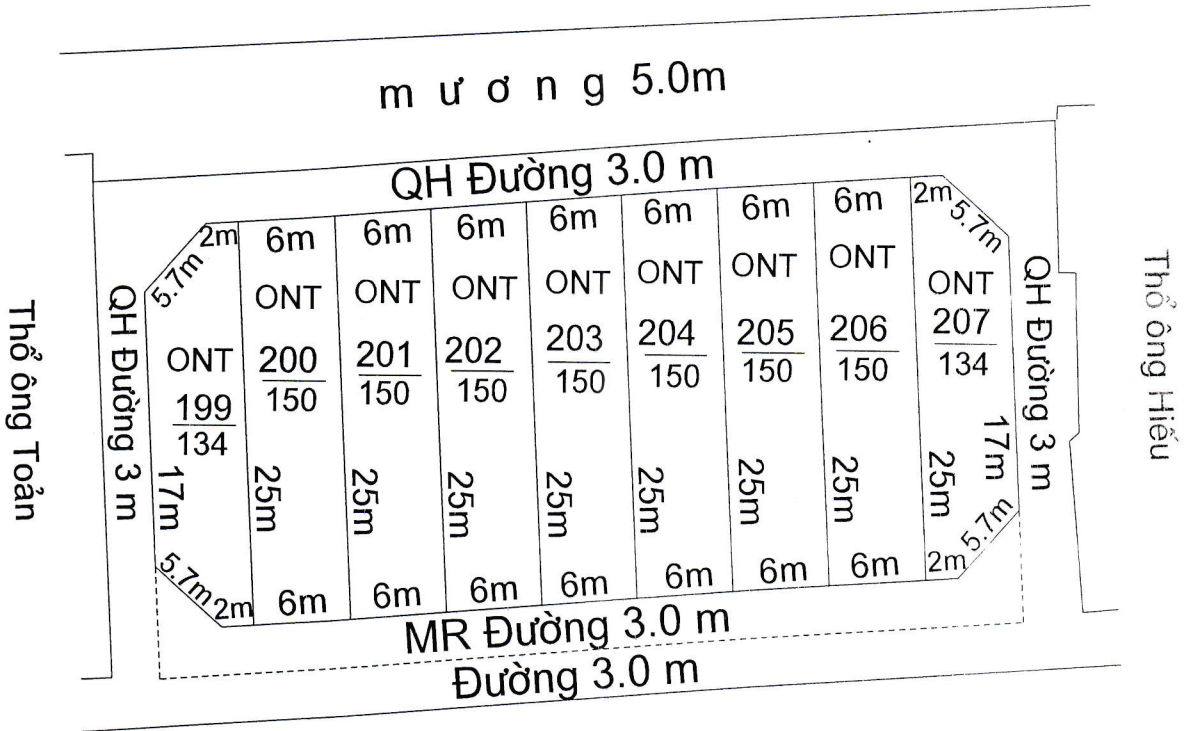 mương 5.0m
QH Đường 3.0 m
2m 6m 6m 6m 6m 6m 6m 6m 2m
5.7m 5.7m
ONT ONT ONT ONT ONT ONT ONT ONT ONT
199 200 201 202 203 204 205 206 207
134 150 150 150 150 150 150 150 134
17m 25m 25m 25m 25m 25m 25m 25m 25m 17m
5.7m 5.7m
2m 6m 6m 6m 6m 6m 6m 6m 2m
MR Đường 3.0 m
Đường 3.0 m
Thổ ông Toản
QH Đường 3 m
QH Đường 3 m
Thổ ông Hiếu